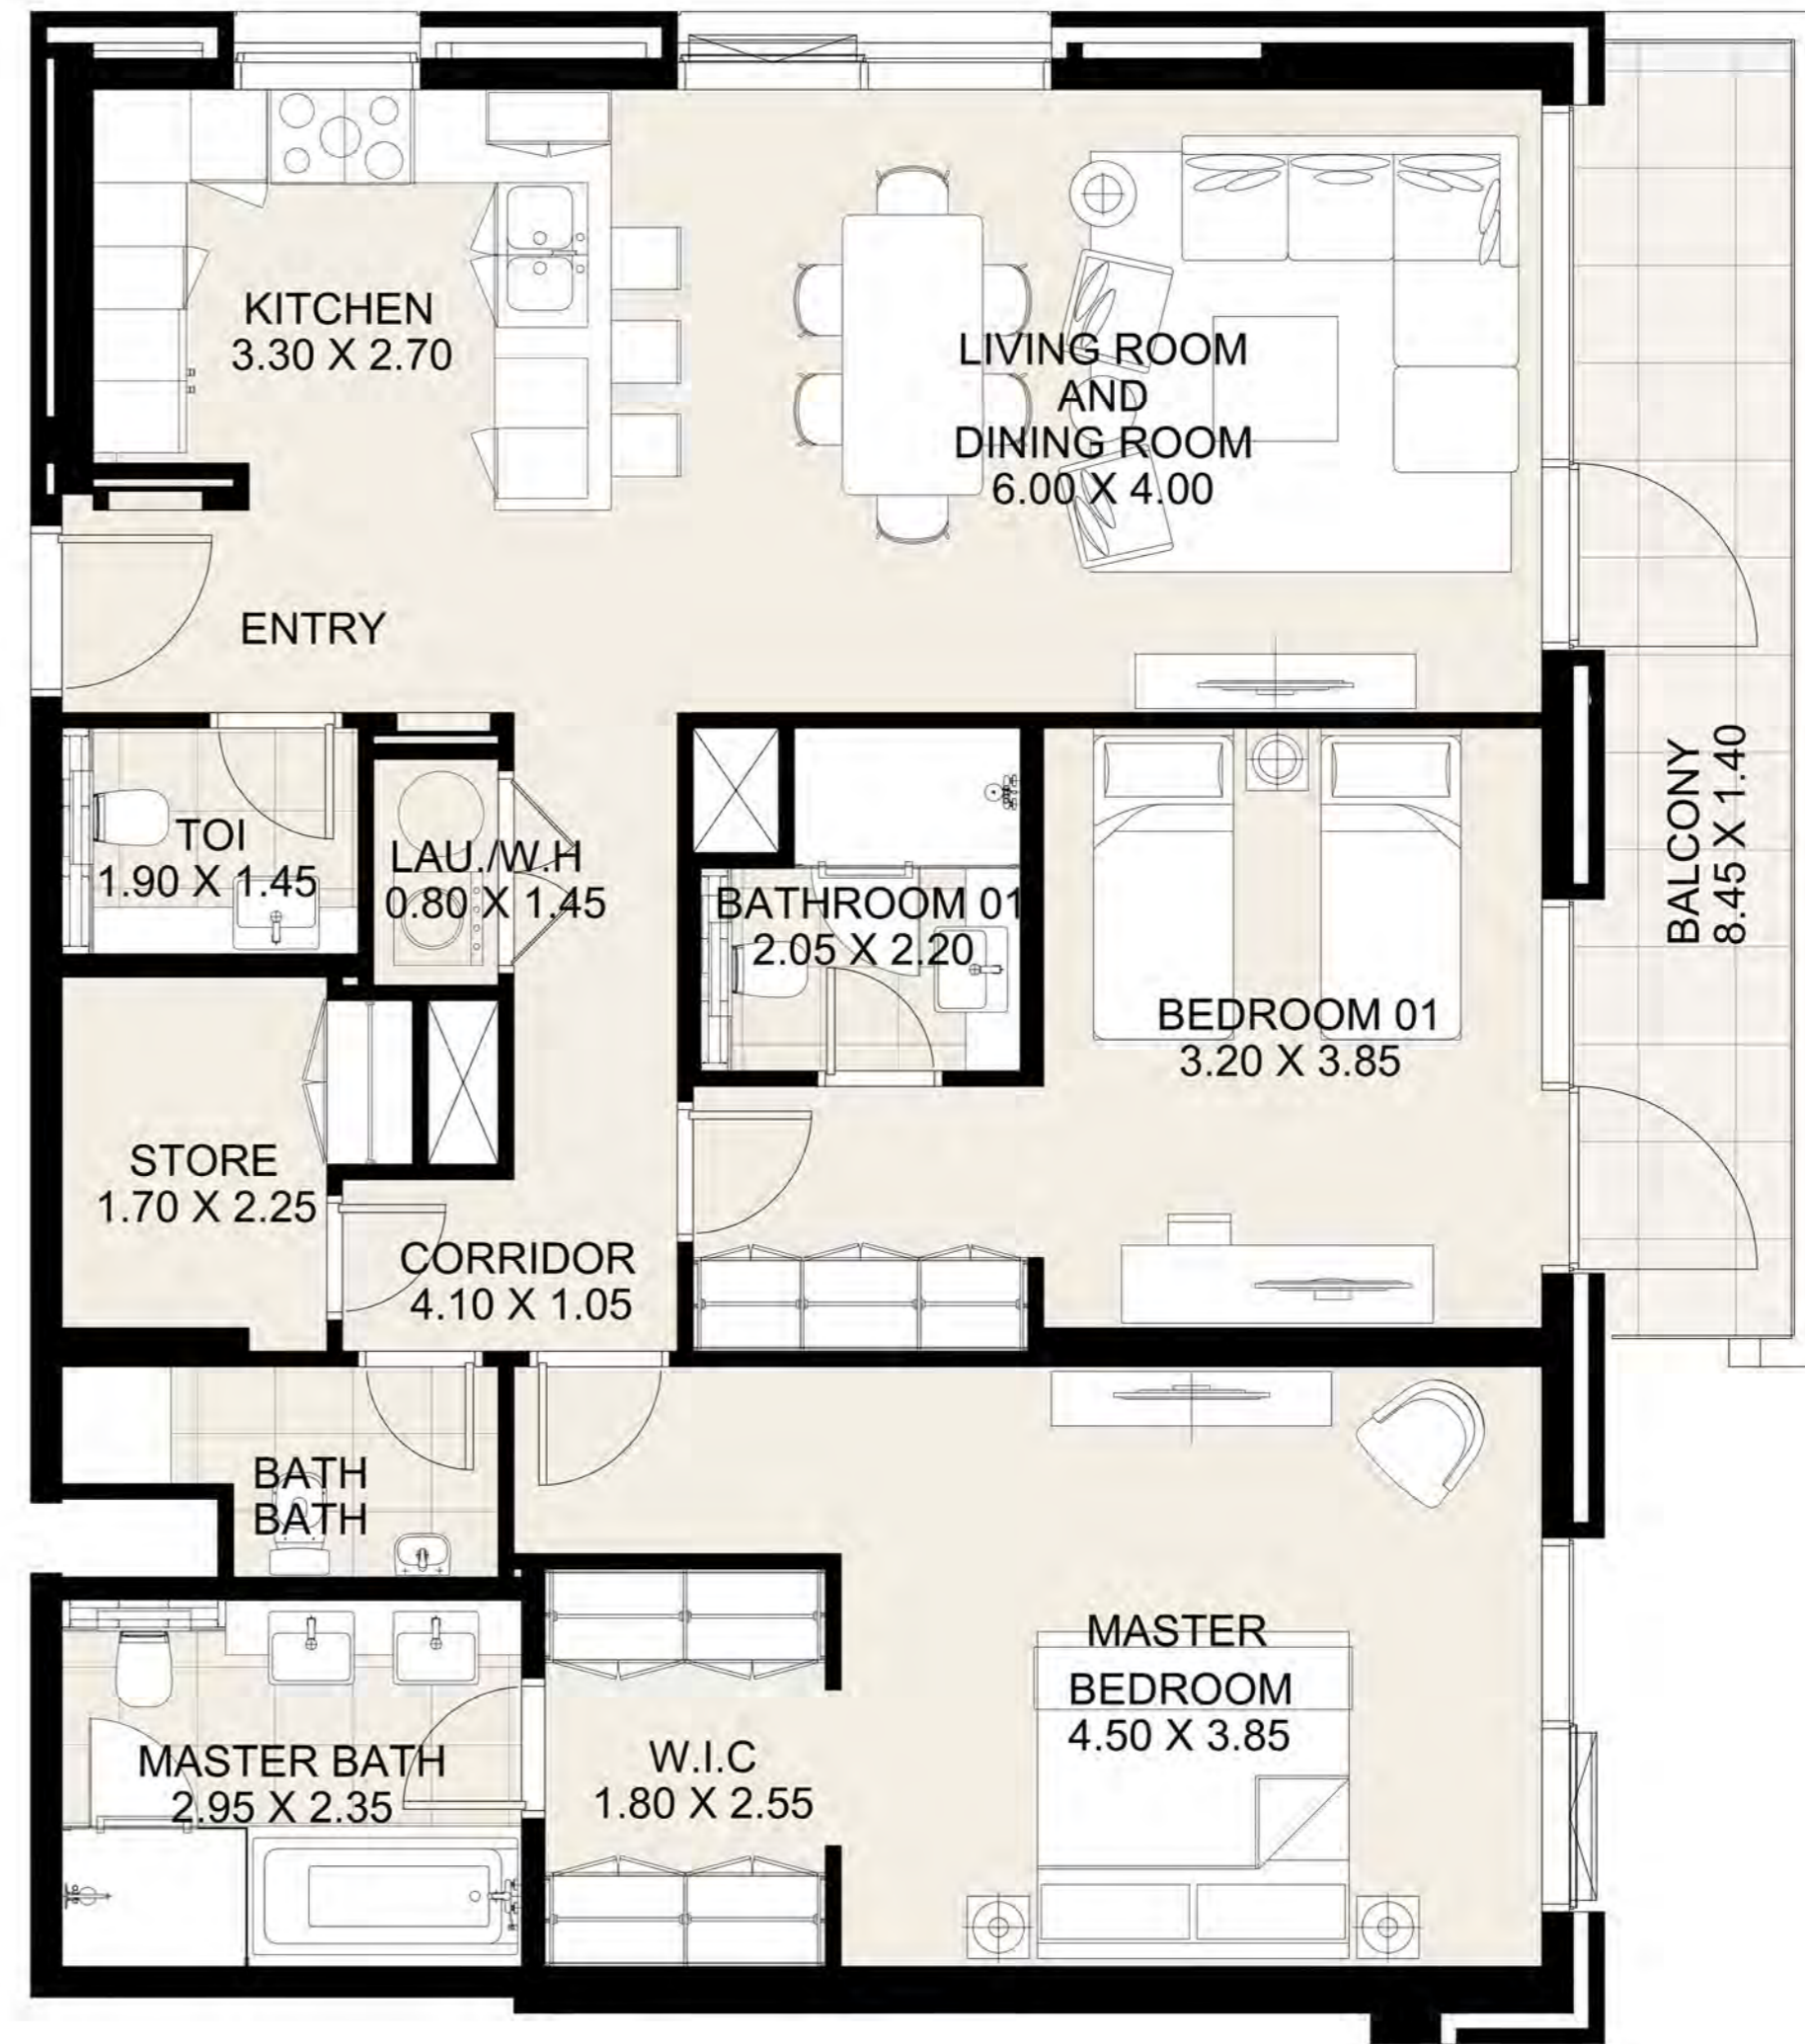 KITCHEN
3.30 X 2.70
LIVING ROOM
AND
DINING ROOM
6.00 X 4.00
ENTRY
BALCONY
8.45 X 1.40
TOI
1.90 X 1.45
LAU./W.H
0.80 X 1.45
BATHROOM 01
2.05 X 2.20
BEDROOM 01
3.20 X 3.85
STORE
1.70 X 2.25
CORRIDOR
4.10 X 1.05
BATH
BATH
MASTER
BEDROOM
4.50 X 3.85
MASTER BATH
2.95 X 2.35
W.I.C
1.80 X 2.55